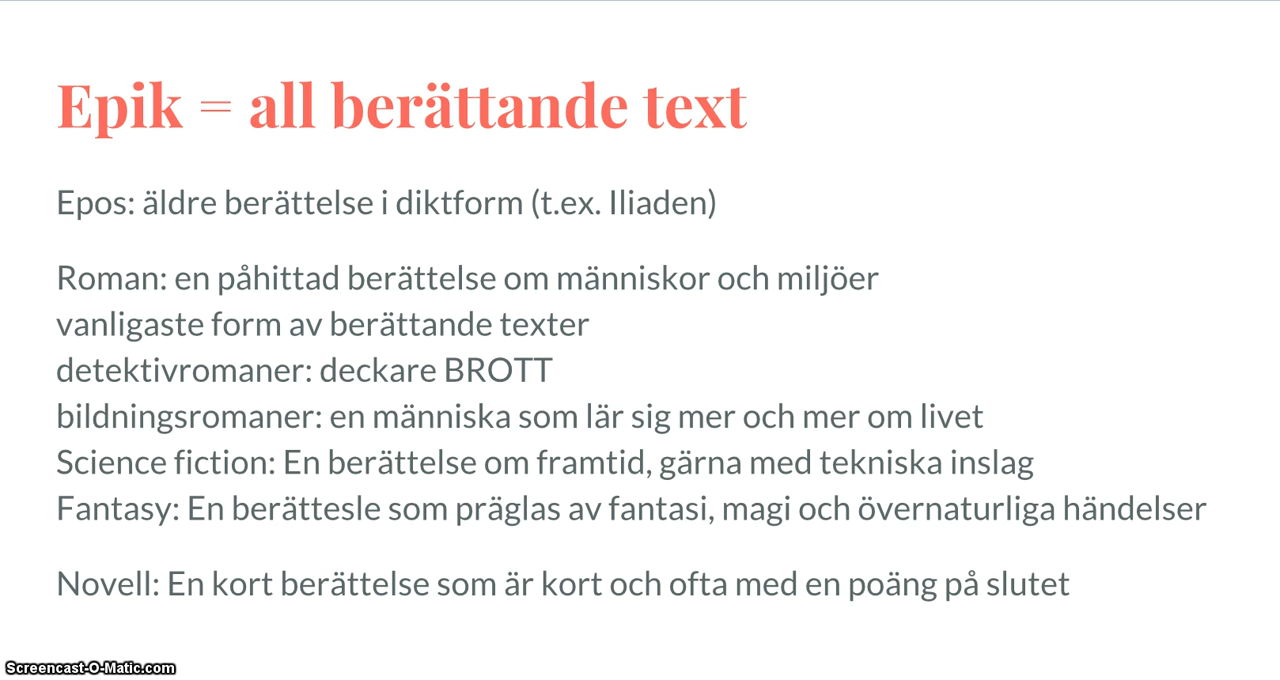 Epik = all berättande text
Epos: äldre berättelse i diktform (t.ex. Iliaden)
Roman: en påhittad berättelse om människor och miljöer
vanligaste form av berättande texter
detektivromaner: deckare BROTT
bildningsromaner: en människa som lär sig mer och mer om livet
Science fiction: En berättelse om framtid, gärna med tekniska inslag
Fantasy: En berättesle som präglas av fantasi, magi och övernaturliga händelser
Novell: En kort berättelse som är kort och ofta med en poäng på slutet
Screencast-O-Matic.com